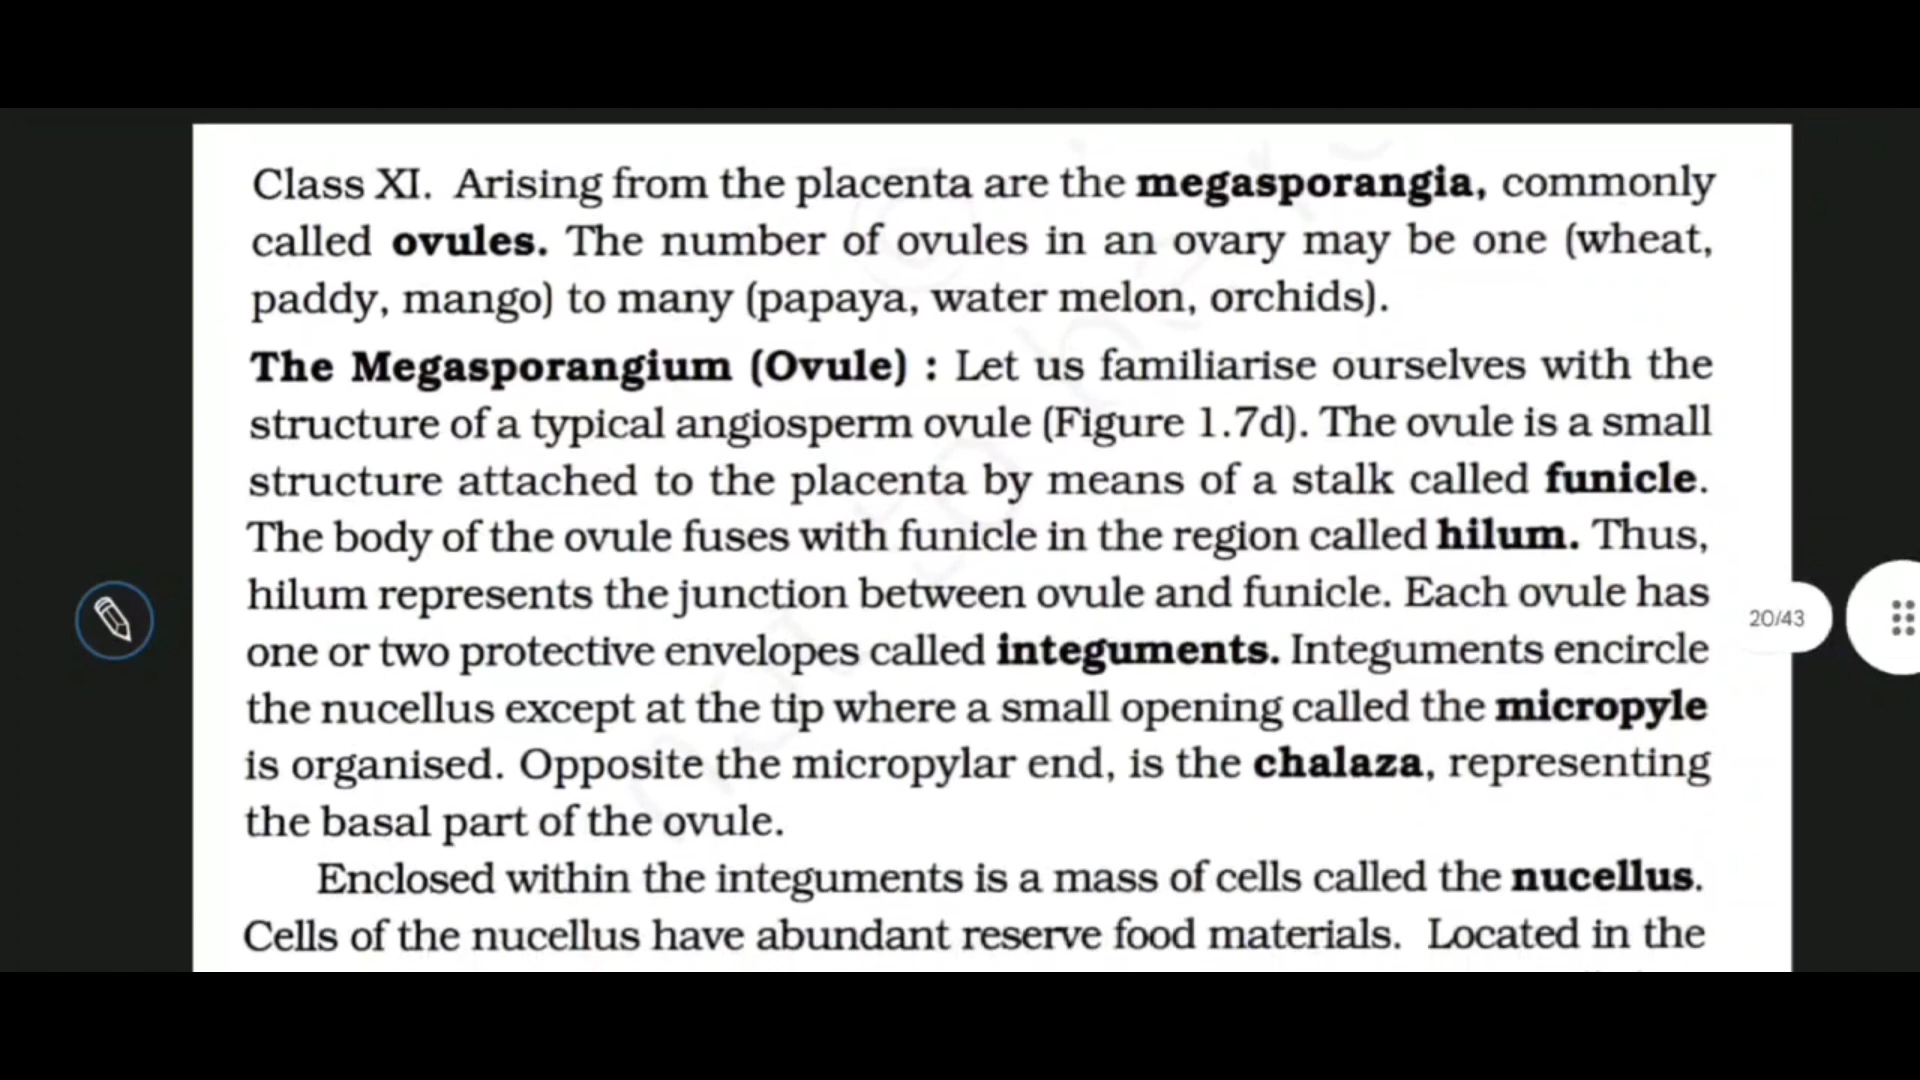 Class XI. Arising from the placenta are the megasporangia, commonly
called ovules. The number of ovules in an ovary may be one (wheat,
paddy, mango) to many (papaya, water melon, orchids).
The Megasporangium (Ovule) : Let us familiarise ourselves with the
structure of a typical angiosperm ovule (Figure 1.7d). The ovule is a small
structure attached to the placenta by means of a stalk called funicle.
The body of the ovule fuses with funicle in the region called hilum. Thus,
hilum represents the junction between ovule and funicle. Each ovule has
one or two protective envelopes called integuments. Integuments encircle
20/43
the nucellus except at the tip where a small opening called the micropyle
is organised. Opposite the micropylar end, is the chalaza, representing
the basal part of the ovule.
Enclosed within the integuments is a mass of cells called the nucellus.
Cells of the nucellus have abundant reserve food materials. Located in the